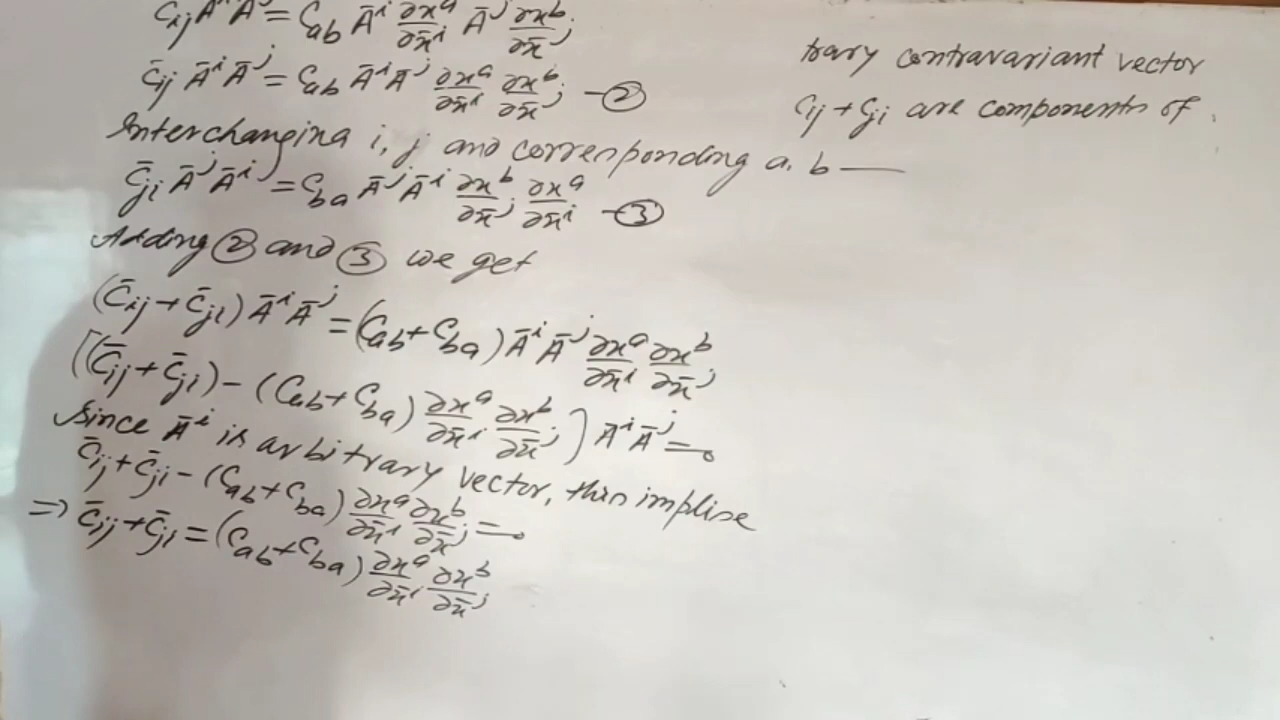 C̄ij Āⁱ Āʲ = Cab Āⁱ ∂xᵃ/∂x̄ⁱ Āʲ ∂xᵇ/∂x̄ʲ
C̄ij Āⁱ Āʲ = Cab Āⁱ Āʲ ∂xᵃ/∂x̄ⁱ ∂xᵇ/∂x̄ʲ —②
Interchanging i, j and corresponding a, b —
C̄ji Āʲ Āⁱ = Cba Āʲ Āⁱ ∂xᵇ/∂x̄ʲ ∂xᵃ/∂x̄ⁱ —③
Adding ② and ③ we get
(C̄ij + C̄ji) Āⁱ Āʲ = (Cab + Cba) Āⁱ Āʲ ∂xᵃ/∂x̄ⁱ ∂xᵇ/∂x̄ʲ
[(C̄ij + C̄ji) - (Cab + Cba) ∂xᵃ/∂x̄ⁱ ∂xᵇ/∂x̄ʲ] Āⁱ Āʲ = 0
Since Āⁱ is arbitrary vector, this implise
C̄ij + C̄ji - (Cab + Cba) ∂xᵃ/∂x̄ⁱ ∂xᵇ/∂x̄ʲ = 0
⇒ C̄ij + C̄ji = (Cab + Cba) ∂xᵃ/∂x̄ⁱ ∂xᵇ/∂x̄ʲ
trary contravariant vector
Cij + Cji are components of